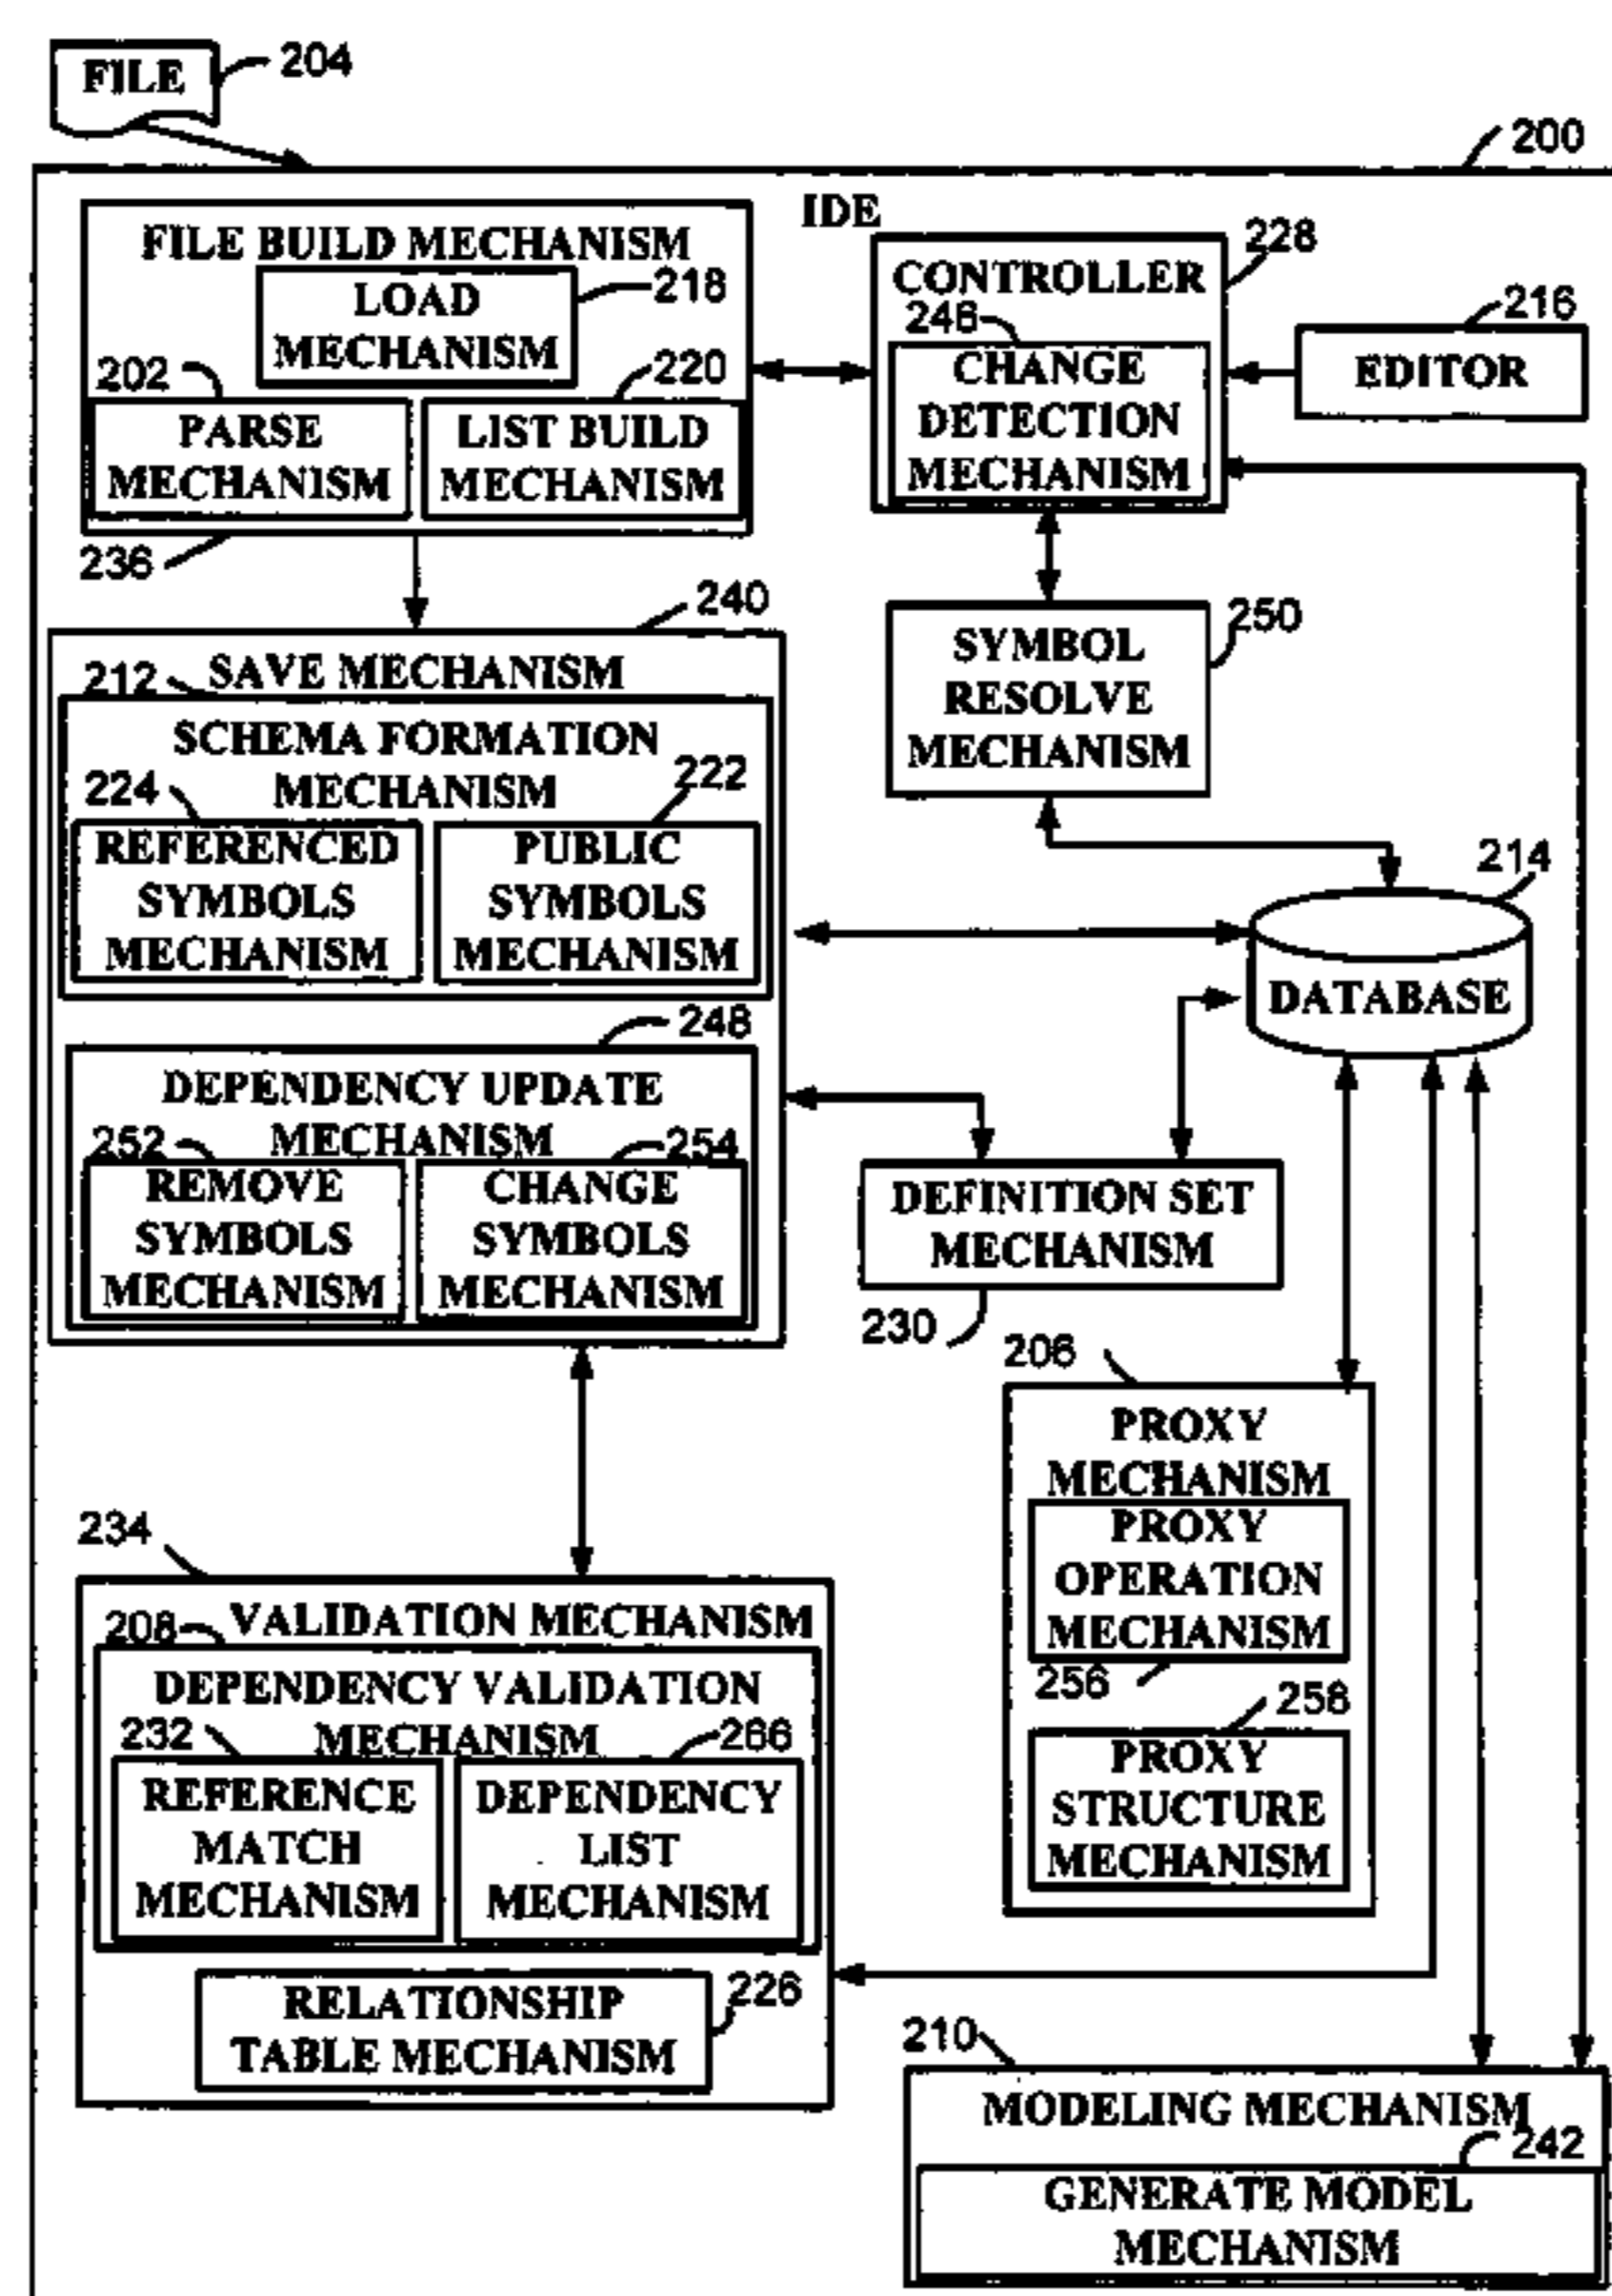 FILE
204
200
IDE
FILE BUILD MECHANISM
LOAD
MECHANISM
218
202
PARSE
MECHANISM
220
LIST BUILD
MECHANISM
236
228
CONTROLLER
246
CHANGE
DETECTION
MECHANISM
216
EDITOR
240
SAVE MECHANISM
212
SCHEMA FORMATION
MECHANISM
224
222
REFERENCED
SYMBOLS
MECHANISM
PUBLIC
SYMBOLS
MECHANISM
250
SYMBOL
RESOLVE
MECHANISM
214
DATABASE
248
DEPENDENCY UPDATE
MECHANISM
252
254
REMOVE
SYMBOLS
MECHANISM
CHANGE
SYMBOLS
MECHANISM
DEFINITION SET
MECHANISM
230
206
PROXY
MECHANISM
PROXY
OPERATION
MECHANISM
256
258
PROXY
STRUCTURE
MECHANISM
234
VALIDATION MECHANISM
208
DEPENDENCY VALIDATION
MECHANISM
232
266
REFERENCE
MATCH
MECHANISM
DEPENDENCY
LIST
MECHANISM
RELATIONSHIP
TABLE MECHANISM
226
210
MODELING MECHANISM
242
GENERATE MODEL
MECHANISM